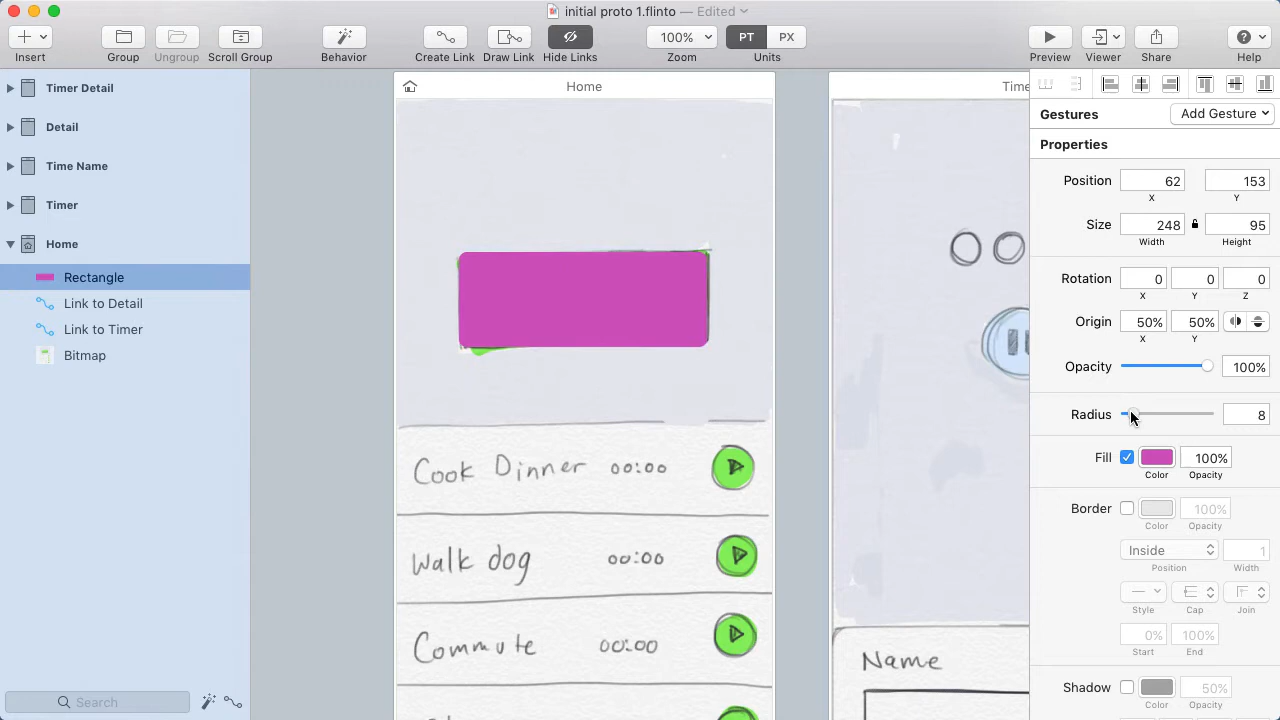 initial proto 1.flinto — Edited
Insert
Group
Ungroup
Scroll Group
Behavior
Create Link
Draw Link
Hide Links
100%
Zoom
PT
PX
Units
Preview
Viewer
Share
Help
Timer Detail
Detail
Time Name
Timer
Home
Rectangle
Link to Detail
Link to Timer
Bitmap
Search
Home
Cook Dinner 00:00
Walk dog 00:00
Commute 00:00
Name
Gestures
Add Gesture
Properties
Position 62 153
X Y
Size 248 95
Width Height
Rotation 0 0 0
X Y Z
Origin 50% 50%
X Y
Opacity 100%
Radius 8
Fill 100%
Color Opacity
Border 100%
Color Opacity
Inside 1
Position Width
Style Cap Join
0% 100%
Start End
Shadow 50%
Color Opacity